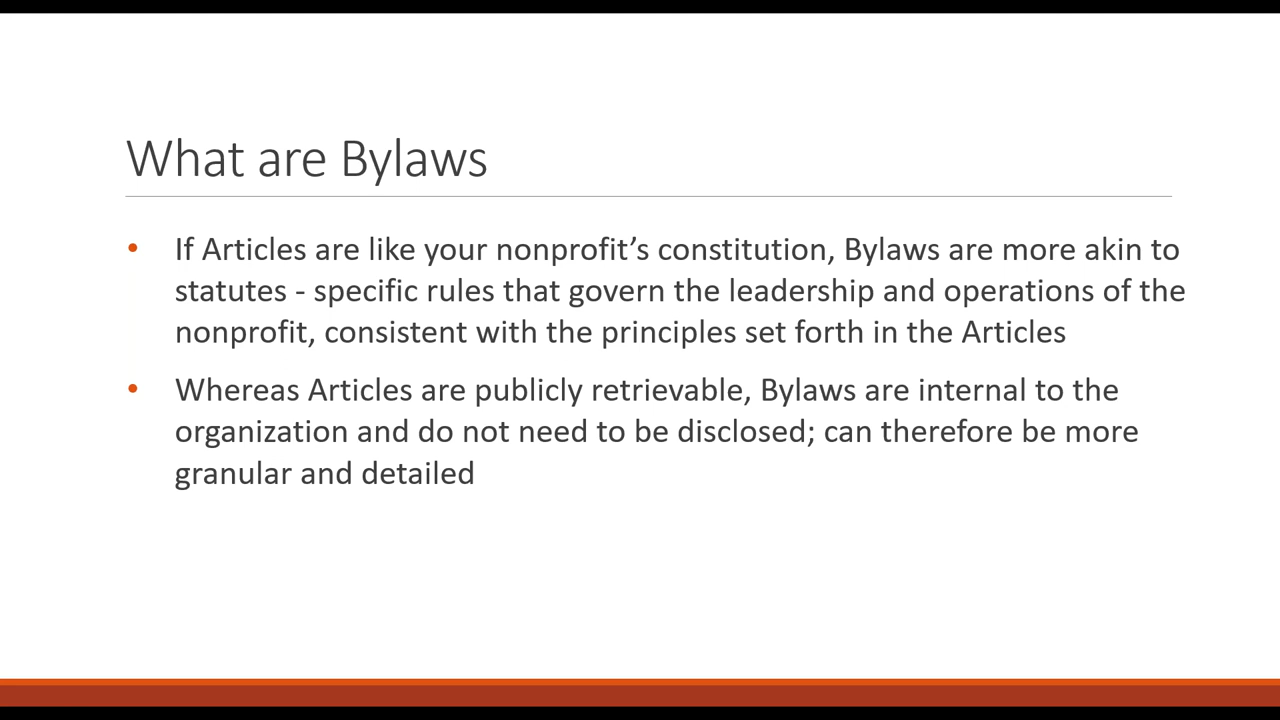 What are Bylaws
• If Articles are like your nonprofit’s constitution, Bylaws are more akin to
statutes - specific rules that govern the leadership and operations of the
nonprofit, consistent with the principles set forth in the Articles
• Whereas Articles are publicly retrievable, Bylaws are internal to the
organization and do not need to be disclosed; can therefore be more
granular and detailed